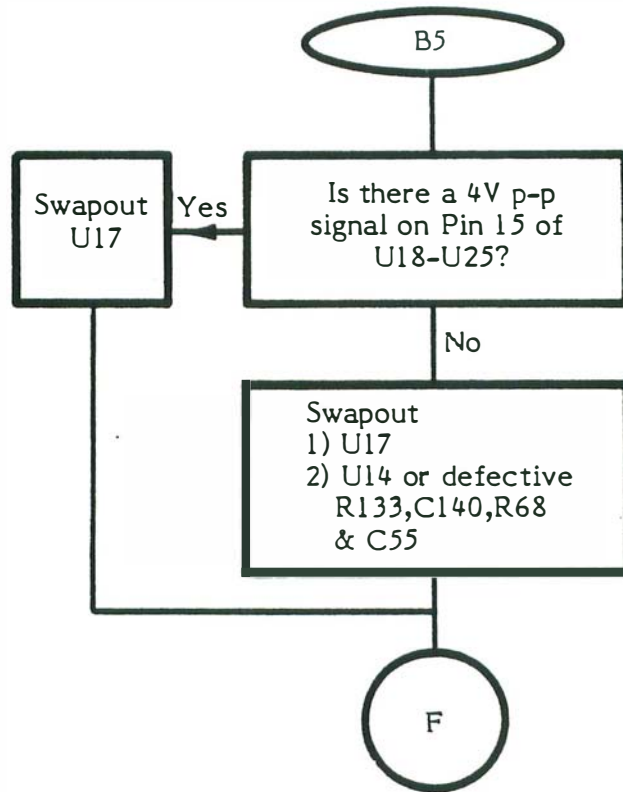 B5
Is there a 4V p-p
signal on Pin 15 of
U18-U25?
Yes
Swapout
U17
No
Swapout
1) U17
2) U14 or defective
R133,C140,R68
& C55
F